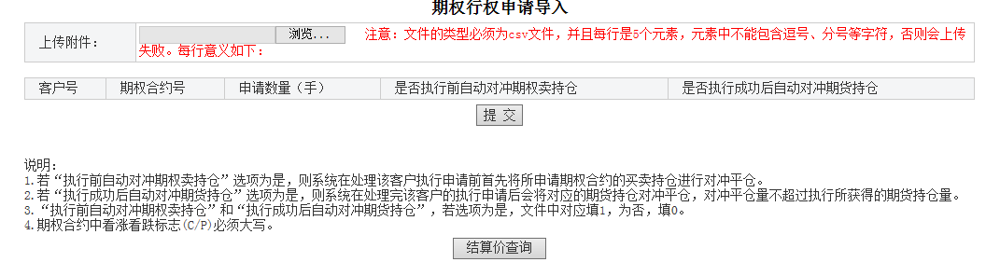 期权行权申请导入
上传附件：
浏览... 注意：文件的类型必须为csv文件，并且每行是5个元素，元素中不能包含逗号、分号等字符，否则会上传
失败。每行意义如下：
客户号 期权合约号 申请数量（手） 是否执行前自动对冲期权卖持仓 是否执行成功后自动对冲期货持仓
提 交
说明：
1.若“执行前自动对冲期权卖持仓”选项为是，则系统在处理该客户执行申请前首先将所申请期权合约的买卖持仓进行对冲平仓。
2.若“执行成功后自动对冲期货持仓”选项为是，则系统在处理完该客户的执行申请后会将对应的期货持仓对冲平仓，对冲平仓量不超过执行所获得的期货持仓量。
3.“执行前自动对冲期权卖持仓”和“执行成功后自动对冲期货持仓”，若选项为是，文件中对应填1，为否，填0。
4.期权合约中看涨看跌标志(C/P)必须大写。
结算价查询